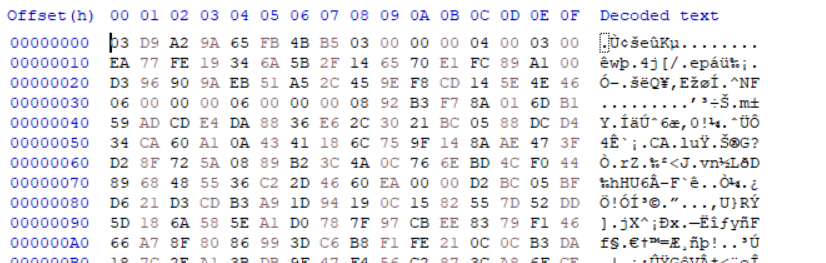 Offset(h) 00 01 02 03 04 05 06 07 08 09 0A 0B 0C 0D 0E 0F Decoded text
00000000 03 D9 A2 9A 65 FB 4B B5 03 00 00 00 04 00 03 00 .Ù¢šeûKµ........
00000010 EA 77 FE 19 34 6A 5B 2F 14 65 70 E1 FC 89 A1 00 êwþ.4j[/.epáü‰¡.
00000020 D3 96 90 9A EB 51 A5 2C 45 9E F8 CD 14 5E 4E 46 Ó–.šëQ¥,EžøÍ.^NF
00000030 06 00 00 00 06 00 00 00 08 92 B3 F7 8A 01 6D B1 .........’³÷Š.m±
00000040 59 AD CD E4 DA 88 36 E6 2C 30 21 BC 05 88 DC D4 Y.ÍäÚˆ6æ,0!¼.ˆÜÔ
00000050 34 CA 60 A1 0A 43 41 18 6C 75 9F 14 8A AE 47 3F 4Ê`¡.CA.luŸ.Š®G?
00000060 D2 8F 72 5A 08 89 B2 3C 4A 0C 76 6E BD 4C F0 44 Ò.rZ.‰²<J.vn½LðD
00000070 89 68 48 55 36 C2 2D 46 60 EA 00 00 D2 BC 05 BF ‰hHU6Â-F`ê..Ò¼.¿
00000080 D6 21 D3 CD B3 A9 1D 94 19 0C 15 82 55 7D 52 DD Ö!ÓÍ³©.”...‚U}RÝ
00000090 5D 18 6A 58 5E A1 D0 78 7F 97 CB EE 83 79 F1 46 ].jX^¡Ðx.—ËîƒyñF
000000A0 66 A7 8F 80 86 99 3D C6 B8 F1 FE 21 0C 0C B3 DA f§.€†™=Æ¸ñþ!..³Ú